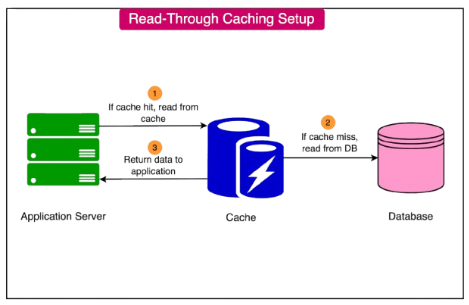 Read-Through Caching Setup
1
If cache hit, read from
cache
2
If cache miss,
read from DB
3
Return data to
application
Application Server
Cache
Database